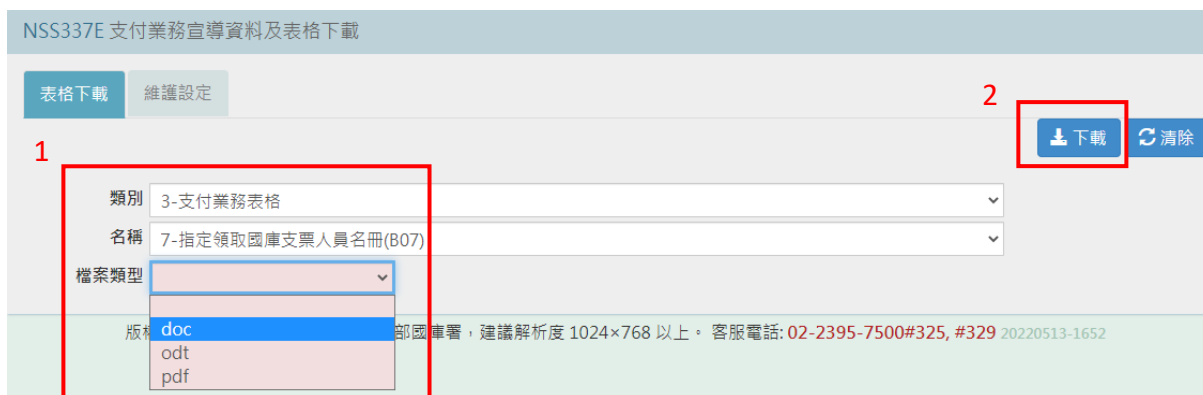 NSS337E 支付業務宣導資料及表格下載
表格下載 維護設定
2
下載 清除
1
類別 3-支付業務表格
名稱 7-指定領取國庫支票人員名冊(B07)
檔案類型
doc
odt
pdf
版 部國庫署，建議解析度 1024×768 以上。 客服電話: 02-2395-7500#325, #329 20220513-1652